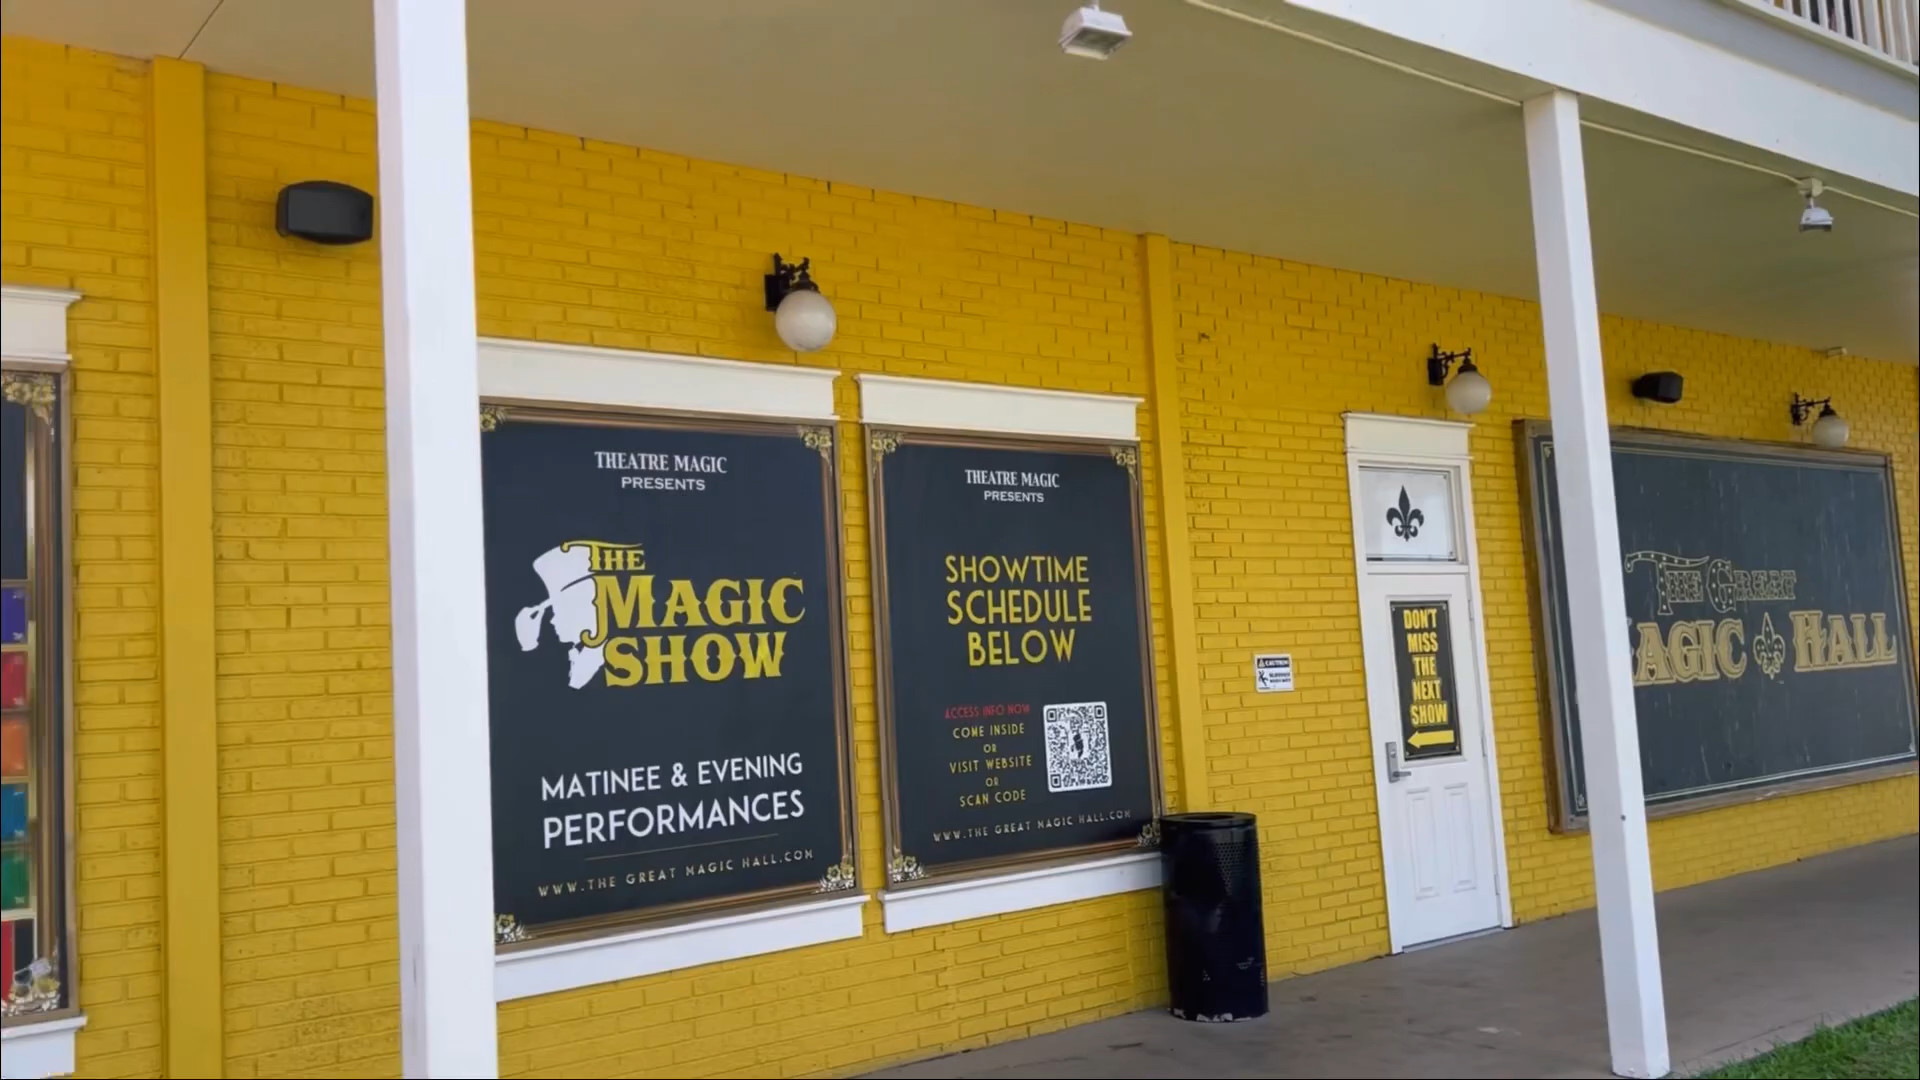 THEATRE MAGIC
PRESENTS
THE
MAGIC
SHOW
MATINEE & EVENING
PERFORMANCES
WWW.THE GREAT MAGIC HALL.COM
THEATRE MAGIC
PRESENTS
SHOWTIME
SCHEDULE
BELOW
ACCESS INFO NOW
COME INSIDE
OR
VISIT WEBSITE
OR
SCAN CODE
WWW.THE GREAT MAGIC HALL.COM
CAUTION
DON'T
MISS
THE
NEXT
SHOW
THE GREAT
AGIC HALL